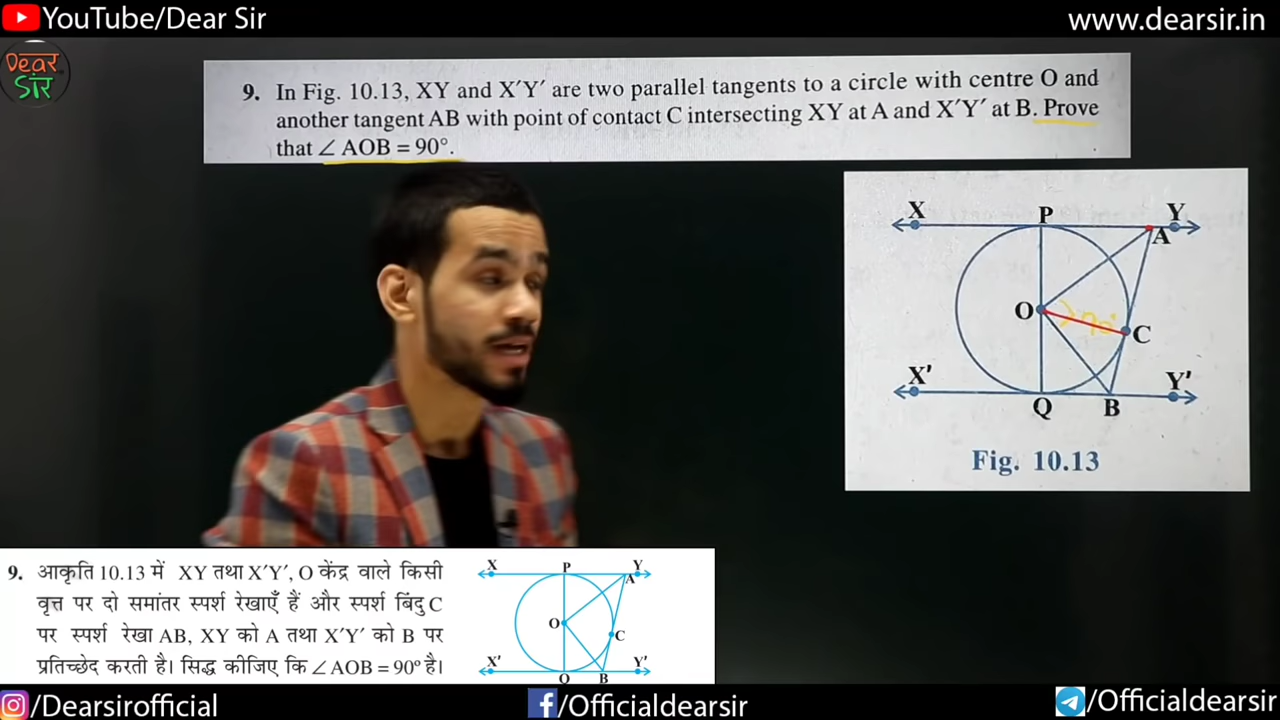 YouTube/Dear Sir
www.dearsir.in
Dear
Sir
9. In Fig. 10.13, XY and X′Y′ are two parallel tangents to a circle with centre O and
another tangent AB with point of contact C intersecting XY at A and X′Y′ at B. Prove
that ∠ AOB = 90°.
X P Y
A
O 90° C
X' Y'
Q B
Fig. 10.13
9. आकृति 10.13 में XY तथा X′Y′, O केंद्र वाले किसी
वृत्त पर दो समांतर स्पर्श रेखाएँ हैं और स्पर्श बिंदु C
पर स्पर्श रेखा AB, XY को A तथा X′Y′ को B पर
प्रतिच्छेद करती है। सिद्ध कीजिए कि ∠ AOB = 90° है।
X P Y
A
O
C
X' Y'
Q B
/Dearsirofficial
/Officialdearsir
/Officialdearsir